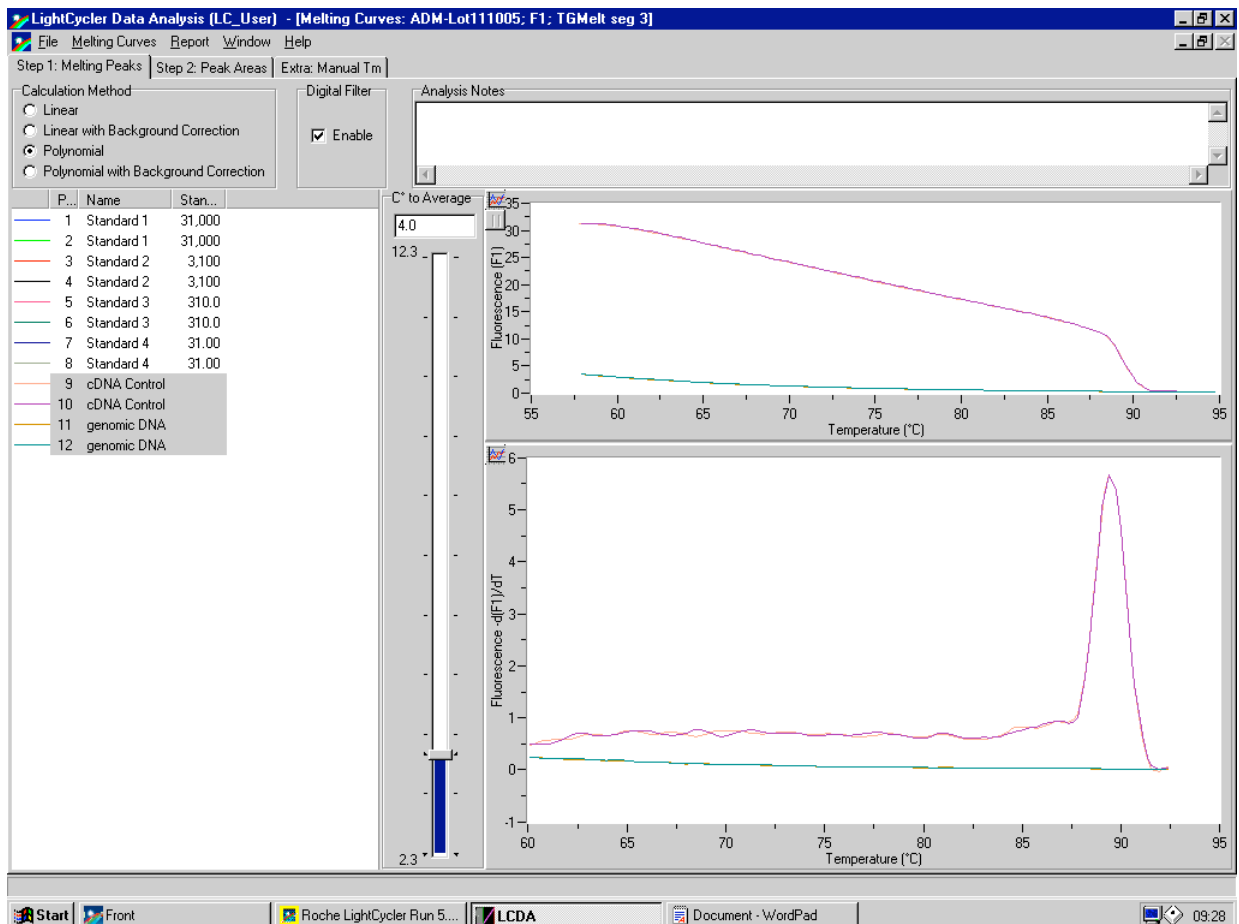 LightCycler Data Analysis (LC_User) - [Melting Curves: ADM-Lot111005; F1; TGMelt seg 3]
File Melting Curves Report Window Help
Step 1: Melting Peaks Step 2: Peak Areas Extra: Manual Tm
Calculation Method
Linear
Linear with Background Correction
Polynomial
Polynomial with Background Correction
Digital Filter
Enable
Analysis Notes
P... Name Stan...
1 Standard 1 31,000
2 Standard 1 31,000
3 Standard 2 3,100
4 Standard 2 3,100
5 Standard 3 310.0
6 Standard 3 310.0
7 Standard 4 31.00
8 Standard 4 31.00
9 cDNA Control
10 cDNA Control
11 genomic DNA
12 genomic DNA
C° to Average
4.0
12.3
2.3
Fluorescence (F1)
35
30
25
20
15
10
5
0
55 60 65 70 75 80 85 90 95
Temperature (°C)
Fluorescence -d(F1)/dT
6
5
4
3
2
1
0
-1
60 65 70 75 80 85 90 95
Temperature (°C)
Start Front Roche LightCycler Run 5.... LCDA Document - WordPad 09:28